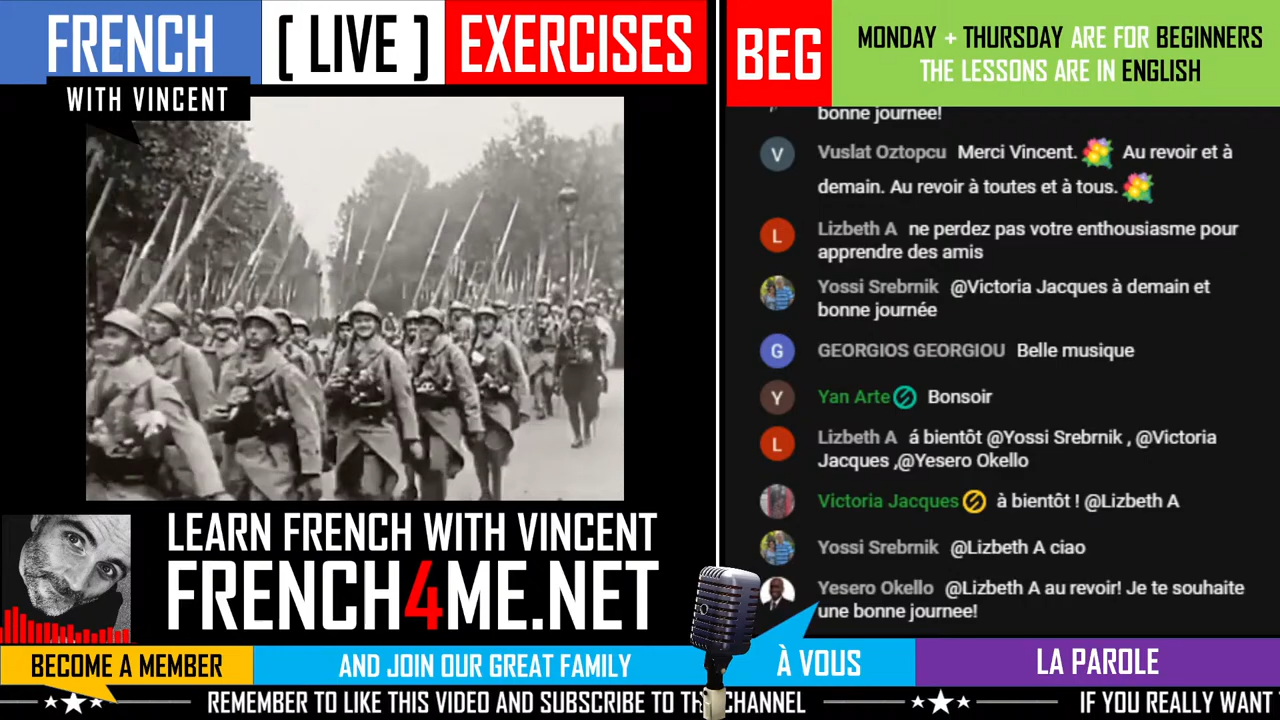 FRENCH
WITH VINCENT
[ LIVE ]
EXERCISES
BEG
MONDAY + THURSDAY ARE FOR BEGINNERS
THE LESSONS ARE IN ENGLISH
bonne journee!
V
Vuslat Oztopcu Merci Vincent. Au revoir et à
demain. Au revoir à toutes et à tous.
L
Lizbeth A ne perdez pas votre enthousiasme pour
apprendre des amis
Yossi Srebrnik @Victoria Jacques à demain et
bonne journée
G
GEORGIOS GEORGIOU Belle musique
Y
Yan Arte Bonsoir
L
Lizbeth A á bientôt @Yossi Srebrnik , @Victoria
Jacques ,@Yesero Okello
Victoria Jacques à bientôt ! @Lizbeth A
Yossi Srebrnik @Lizbeth A ciao
Yesero Okello @Lizbeth A au revoir! Je te souhaite
une bonne journee!
LEARN FRENCH WITH VINCENT
FRENCH4ME.NET
BECOME A MEMBER
AND JOIN OUR GREAT FAMILY
À VOUS
LA PAROLE
REMEMBER TO LIKE THIS VIDEO AND SUBSCRIBE TO CHANNEL
IF YOU REALLY WANT